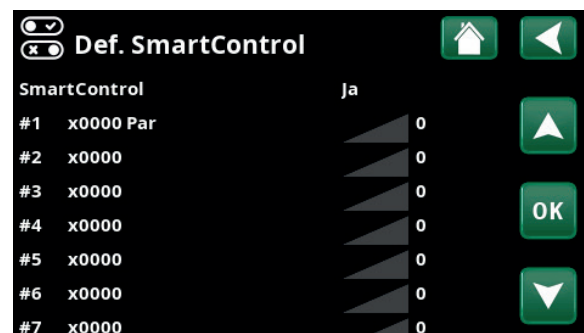 Def. SmartControl
SmartControl Ja
#1 x0000 Par 0
#2 x0000 0
#3 x0000 0
OK
#4 x0000 0
#5 x0000 0
#6 x0000 0
#7 x0000 0